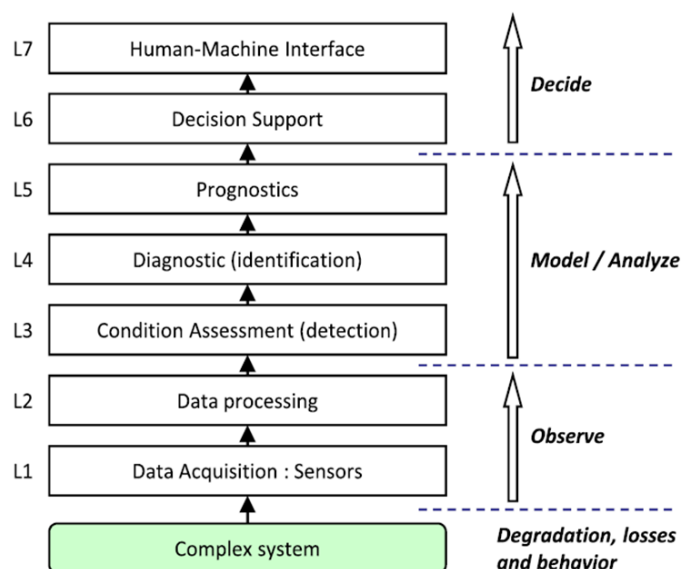 L7 Human-Machine Interface
Decide
L6 Decision Support
L5 Prognostics
L4 Diagnostic (identification)
Model / Analyze
L3 Condition Assessment (detection)
L2 Data processing
Observe
L1 Data Acquisition : Sensors
Complex system
Degradation, losses
and behavior